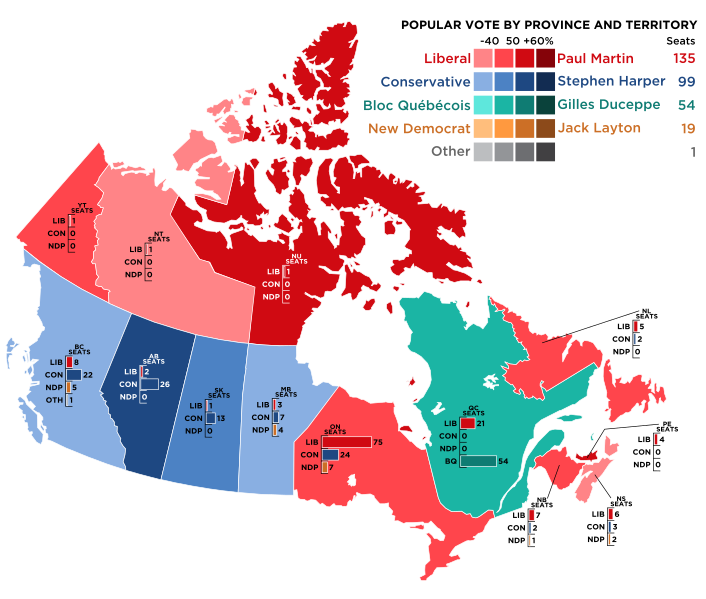 POPULAR VOTE BY PROVINCE AND TERRITORY
-40 50 +60% Seats
Liberal Paul Martin 135
Conservative Stephen Harper 99
Bloc Québécois Gilles Duceppe 54
New Democrat Jack Layton 19
Other 1
YT
SEATS
LIB 1
CON 0
NDP 0
NT
SEATS
LIB 1
CON 0
NDP 0
NU
SEATS
LIB 1
CON 0
NDP 0
BC
SEATS
LIB 8
CON 22
NDP 5
OTH 1
AB
SEATS
LIB 2
CON 26
NDP 0
SK
SEATS
LIB 1
CON 13
NDP 0
MB
SEATS
LIB 3
CON 7
NDP 4
ON
SEATS
LIB 75
CON 24
NDP 7
QC
SEATS
LIB 21
CON 0
NDP 0
BQ 54
NL
SEATS
LIB 5
CON 2
NDP 0
PE
SEATS
LIB 4
CON 0
NDP 0
NB
SEATS
LIB 7
CON 2
NDP 1
NS
SEATS
LIB 6
CON 3
NDP 2